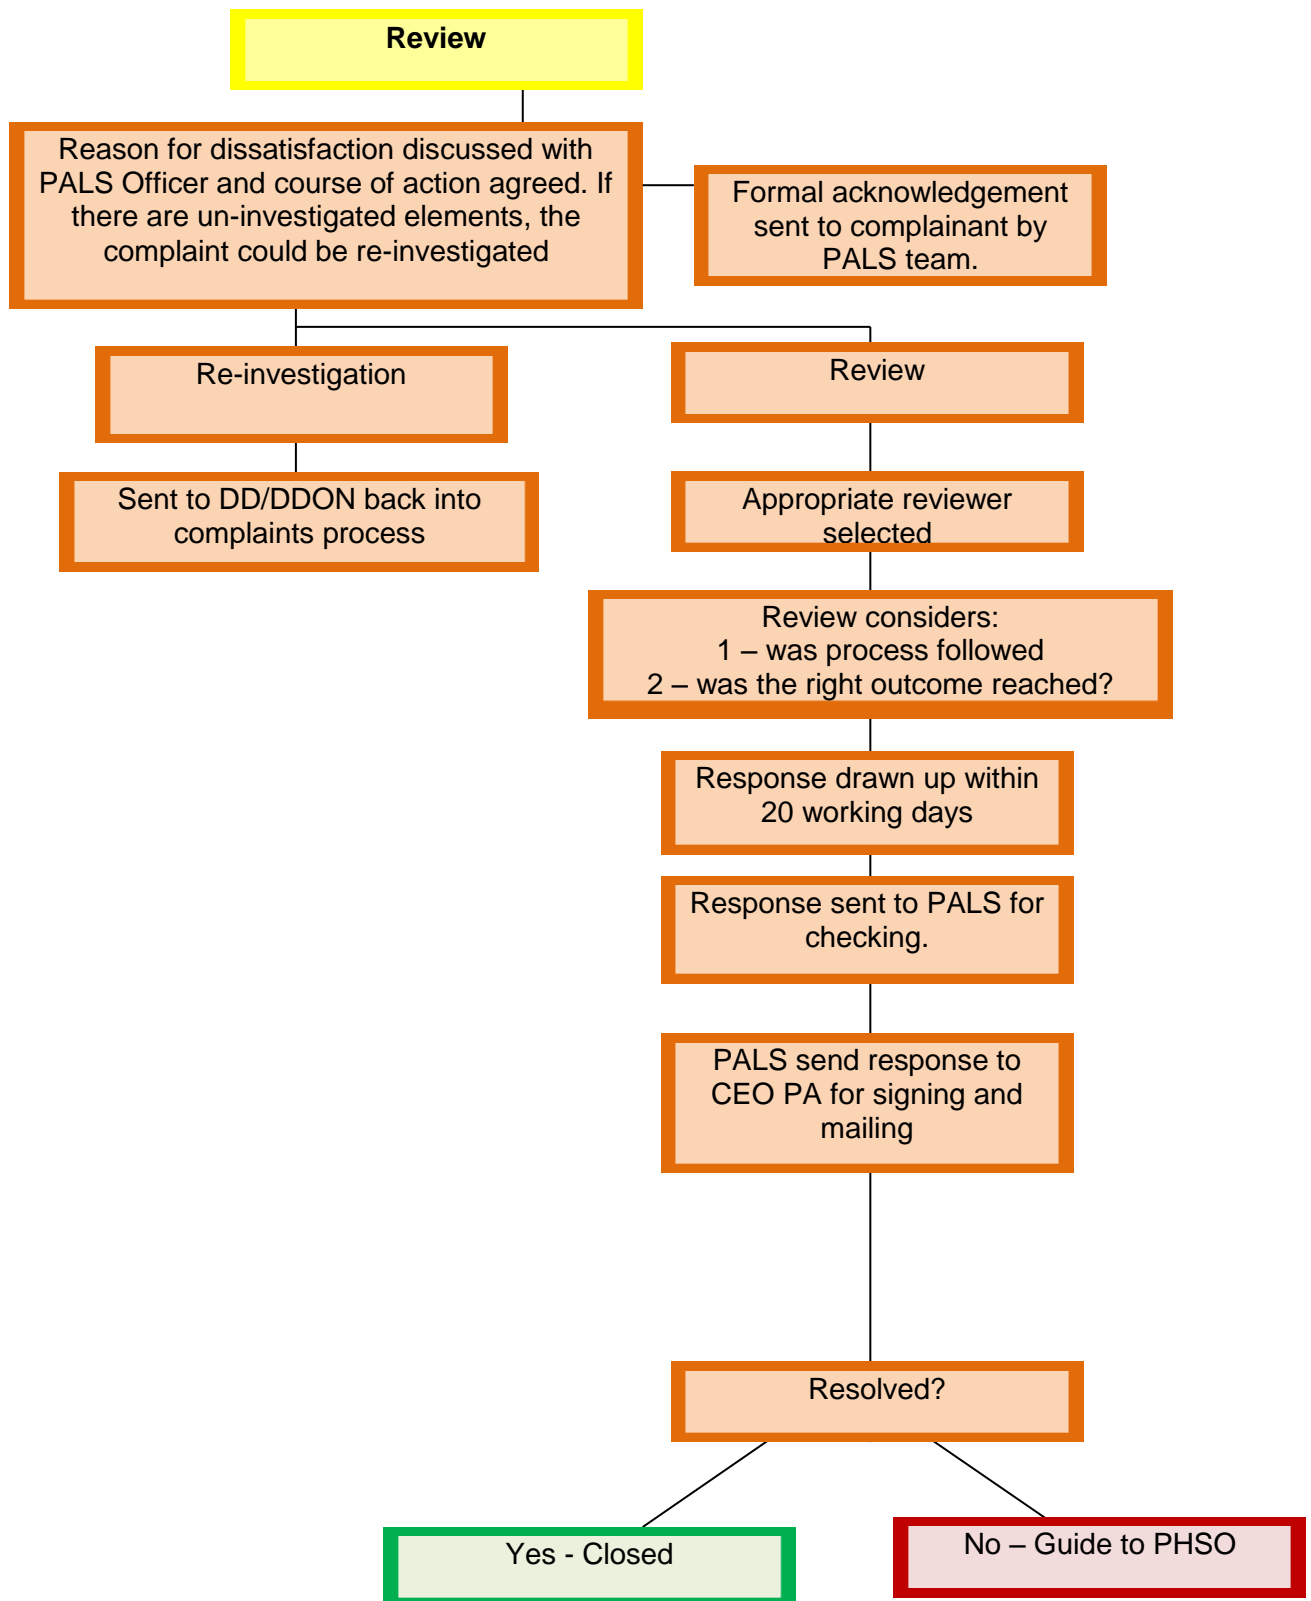 Review
Reason for dissatisfaction discussed with
PALS Officer and course of action agreed. If
there are un-investigated elements, the
complaint could be re-investigated
Formal acknowledgement
sent to complainant by
PALS team.
Re-investigation
Review
Sent to DD/DDON back into
complaints process
Appropriate reviewer
selected
Review considers:
1 – was process followed
2 – was the right outcome reached?
Response drawn up within
20 working days
Response sent to PALS for
checking.
PALS send response to
CEO PA for signing and
mailing
Resolved?
Yes - Closed
No – Guide to PHSO